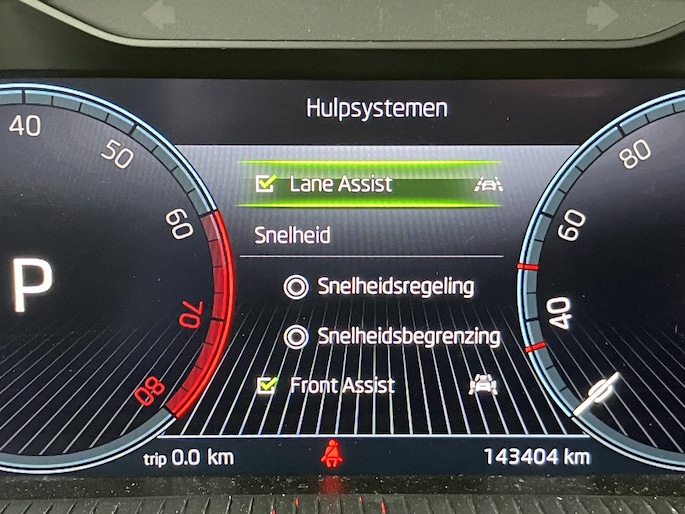 Hulpsystemen
40
50
60
70
80
P
Lane Assist
Snelheid
Snelheidsregeling
Snelheidsbegrenzing
Front Assist
80
60
40
trip 0.0 km
143404 km